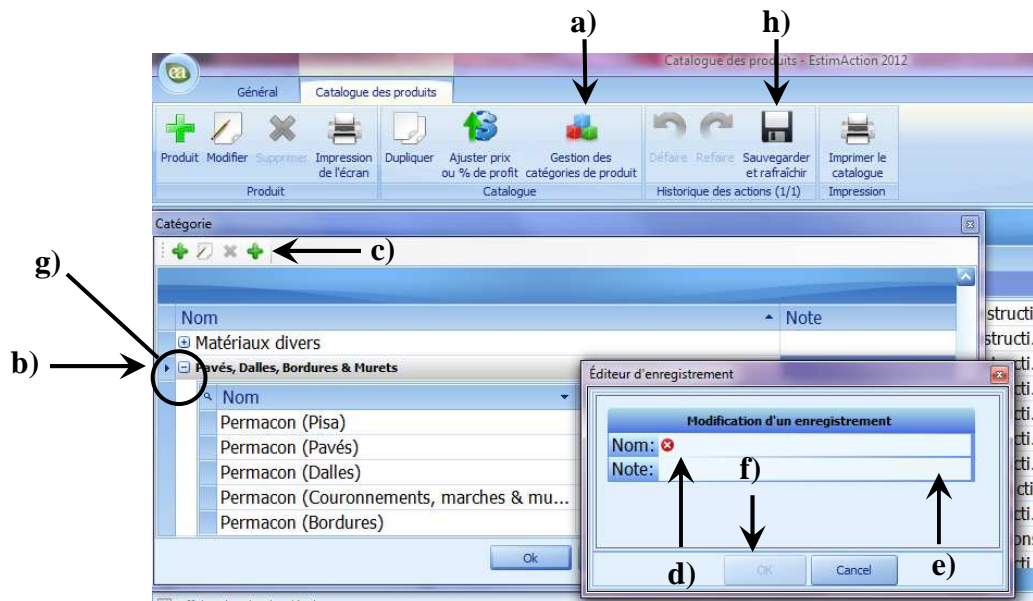 a) h)
Catalogue des produits - EstimAction 2012
ea
Général Catalogue des produits
Produit Modifier Supprimer Impression de l'écran
Dupliquer Ajuster prix ou % de profit Gestion des catégories de produit
Défaire Refaire Sauvegarder et rafraîchir
Imprimer le catalogue
Produit Catalogue Historique des actions (1/1) Impression
Catégorie
c)
g)
Nom Note
Matériaux divers
b)
Pavés, Dalles, Bordures & Murets
Nom
Permacon (Pisa)
Permacon (Pavés)
Permacon (Dalles)
Permacon (Couronnements, marches & mu...
Permacon (Bordures)
Ok
Éditeur d'enregistrement
Modification d'un enregistrement
Nom:
Note:
f)
d) e)
OK Cancel